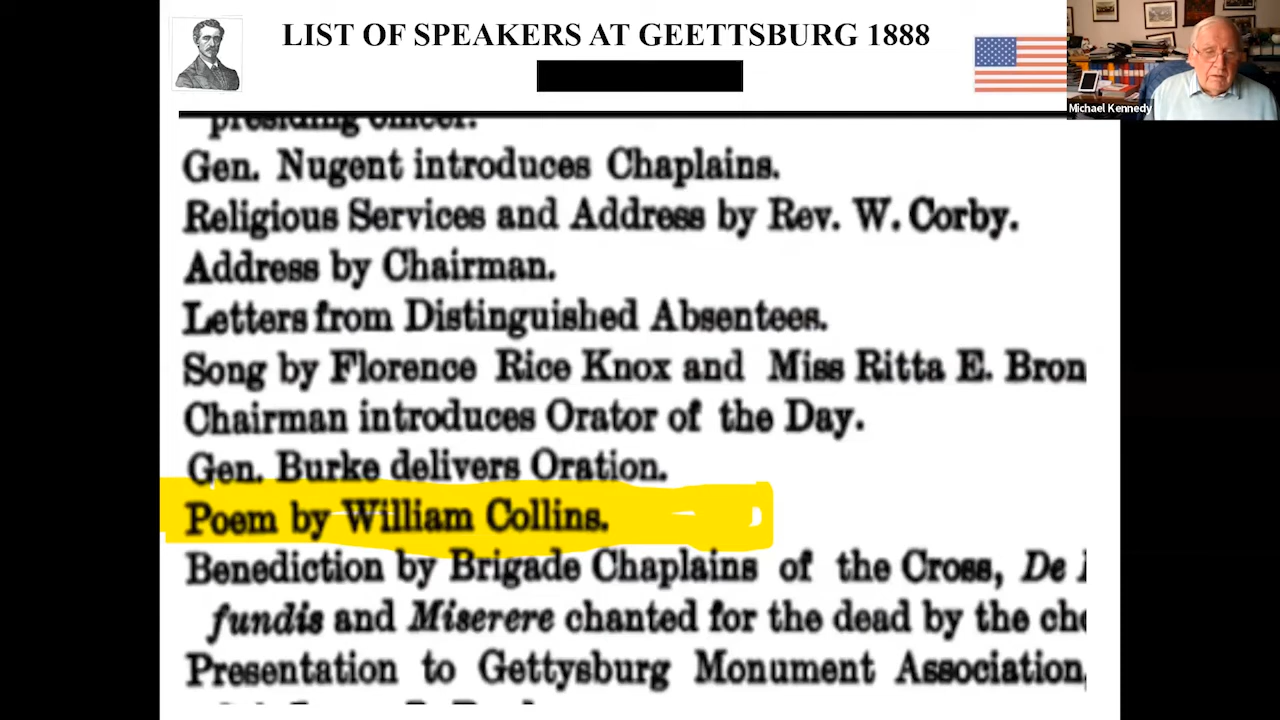 LIST OF SPEAKERS AT GEETTSBURG 1888
Michael Kennedy
presiding officer.
Gen. Nugent introduces Chaplains.
Religious Services and Address by Rev. W. Corby.
Address by Chairman.
Letters from Distinguished Absentees.
Song by Florence Rice Knox and Miss Ritta E. Bron
Chairman introduces Orator of the Day.
Gen. Burke delivers Oration.
Poem by William Collins.
Benediction by Brigade Chaplains of the Cross, De
fundis and Miserere chanted for the dead by the
Presentation to Gettysburg Monument Association,